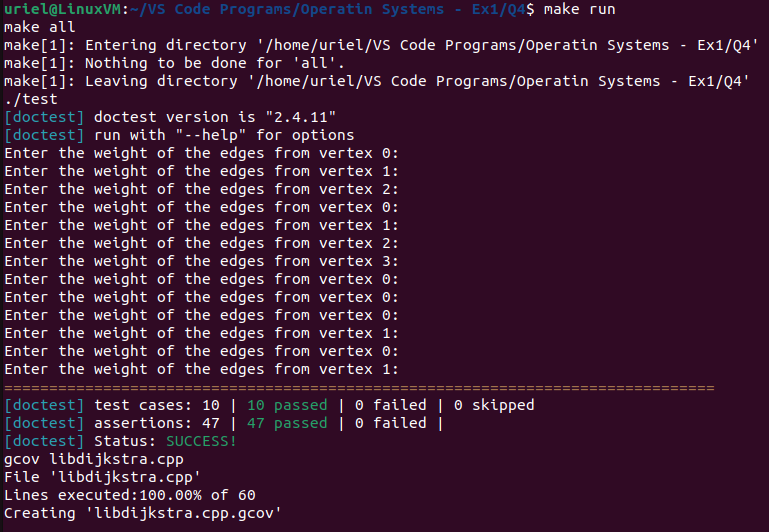 uriel@LinuxVM:~/VS Code Programs/Operatin Systems - Ex1/Q4$ make run
make all
make[1]: Entering directory '/home/uriel/VS Code Programs/Operatin Systems - Ex1/Q4'
make[1]: Nothing to be done for 'all'.
make[1]: Leaving directory '/home/uriel/VS Code Programs/Operatin Systems - Ex1/Q4'
./test
[doctest] doctest version is "2.4.11"
[doctest] run with "--help" for options
Enter the weight of the edges from vertex 0:
Enter the weight of the edges from vertex 1:
Enter the weight of the edges from vertex 2:
Enter the weight of the edges from vertex 0:
Enter the weight of the edges from vertex 1:
Enter the weight of the edges from vertex 2:
Enter the weight of the edges from vertex 3:
Enter the weight of the edges from vertex 0:
Enter the weight of the edges from vertex 0:
Enter the weight of the edges from vertex 0:
Enter the weight of the edges from vertex 1:
Enter the weight of the edges from vertex 0:
Enter the weight of the edges from vertex 1:
===============================================================================
[doctest] test cases: 10 | 10 passed | 0 failed | 0 skipped
[doctest] assertions: 47 | 47 passed | 0 failed |
[doctest] Status: SUCCESS!
gcov libdijkstra.cpp
File 'libdijkstra.cpp'
Lines executed:100.00% of 60
Creating 'libdijkstra.cpp.gcov'